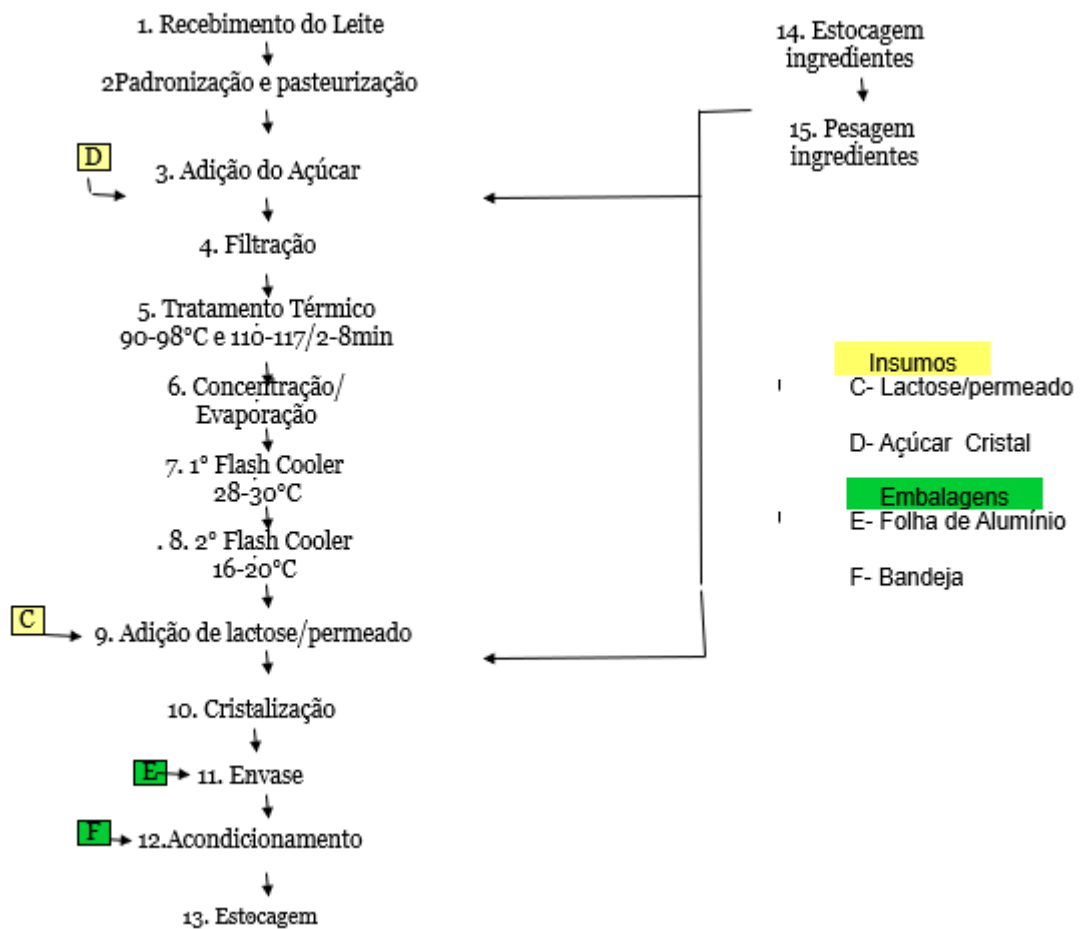 1. Recebimento do Leite
2Padronização e pasteurização
D
3. Adição do Açúcar
4. Filtração
5. Tratamento Térmico
90-98°C e 110-117/2-8min
6. Concentração/
Evaporação
7. 1° Flash Cooler
28-30°C
. 8. 2° Flash Cooler
16-20°C
C
9. Adição de lactose/permeado
10. Cristalização
E
11. Envase
F
12.Acondicionamento
13. Estocagem
14. Estocagem
ingredientes
15. Pesagem
ingredientes
Insumos
C- Lactose/permeado
D- Açúcar Cristal
Embalagens
E- Folha de Alumínio
F- Bandeja